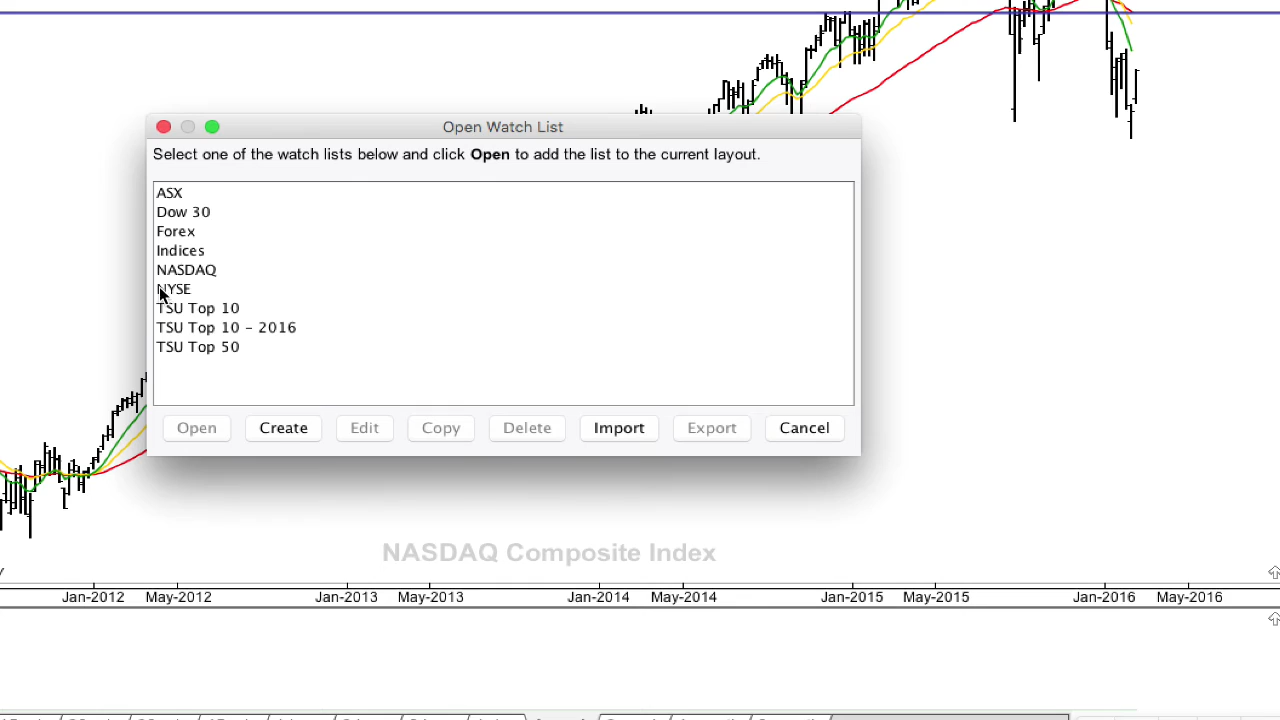 Open Watch List
Select one of the watch lists below and click Open to add the list to the current layout.
ASX
Dow 30
Forex
Indices
NASDAQ
NYSE
TSU Top 10
TSU Top 10 - 2016
TSU Top 50
Open Create Edit Copy Delete Import Export Cancel
NASDAQ Composite Index
Jan-2012 May-2012 Jan-2013 May-2013 Jan-2014 May-2014 Jan-2015 May-2015 Jan-2016 May-2016